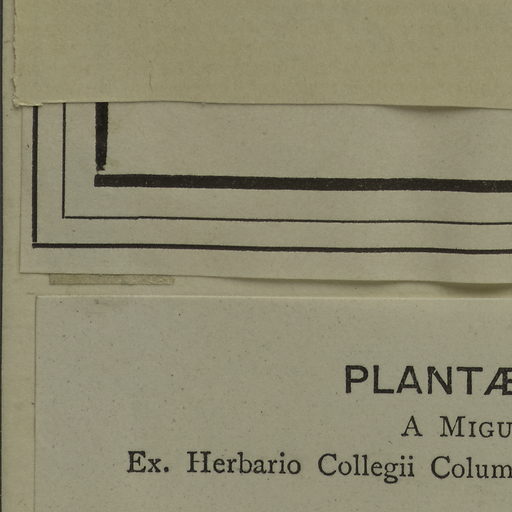 PLANTÆ
A MIGU
Ex. Herbario Collegii Colum